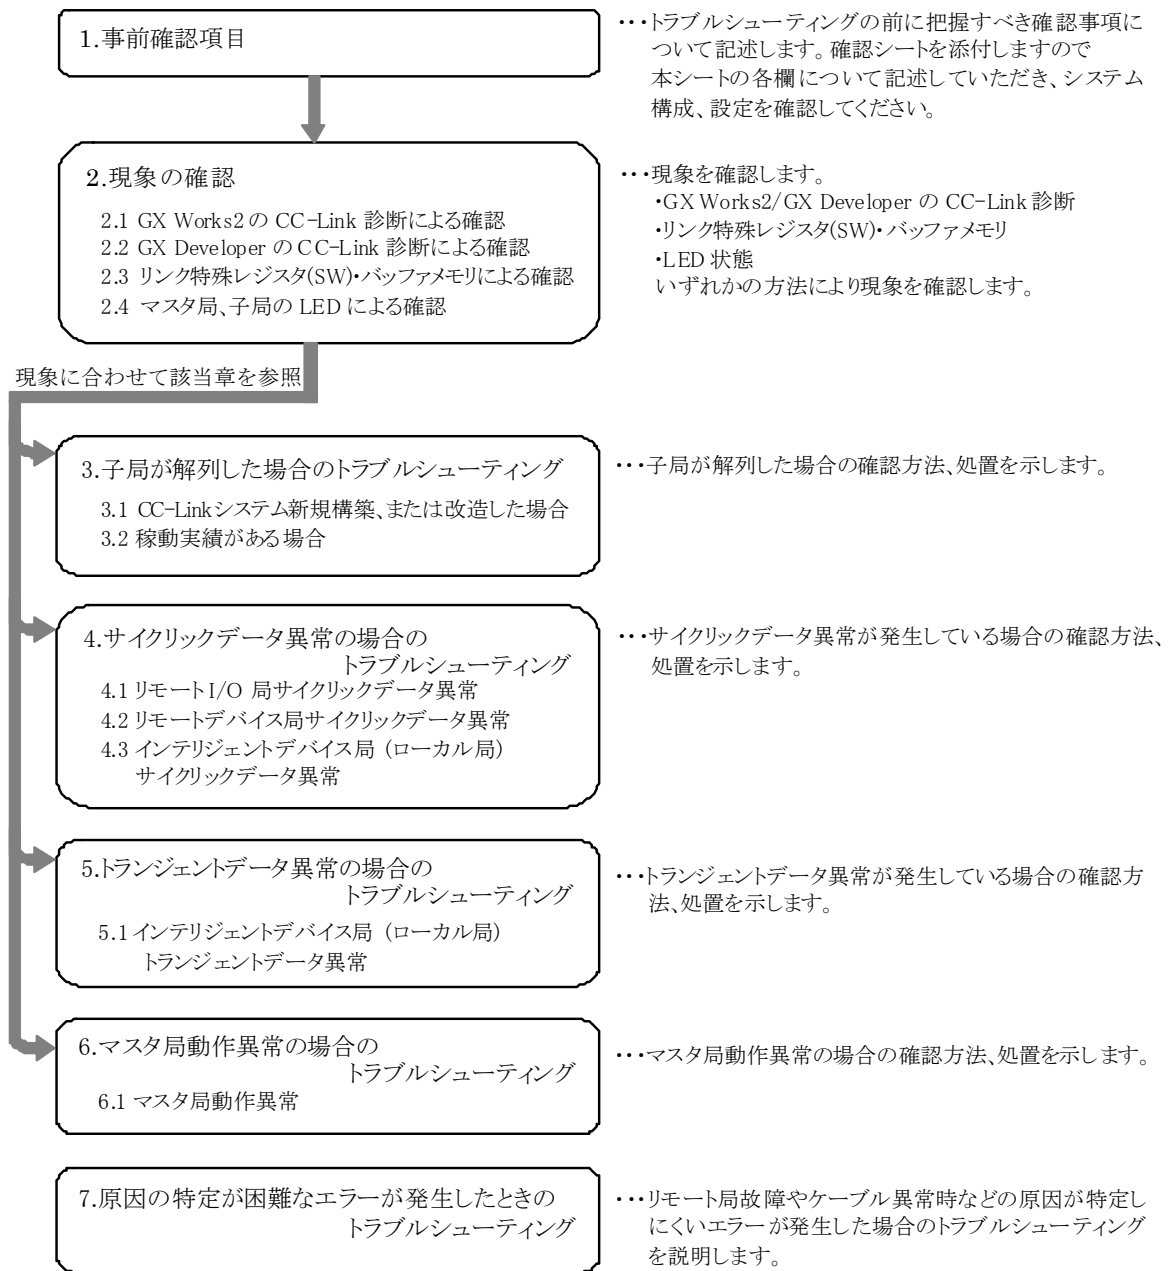 1.事前確認項目
・・・トラブルシューティングの前に把握すべき確認事項に
ついて記述します。確認シートを添付しますので
本シートの各欄について記述していただき、システム
構成、設定を確認してください。
2.現象の確認
2.1 GX Works2 の CC-Link 診断による確認
2.2 GX Developer の CC-Link 診断による確認
2.3 リンク特殊レジスタ(SW)・バッファメモリによる確認
2.4 マスタ局、子局の LED による確認
・・・現象を確認します。
・GX Works2/GX Developer の CC-Link 診断
・リンク特殊レジスタ(SW)・バッファメモリ
・LED 状態
いずれかの方法により現象を確認します。
現象に合わせて該当章を参照
3.子局が解列した場合のトラブルシューティング
3.1 CC-Linkシステム新規構築、または改造した場合
3.2 稼動実績がある場合
・・・子局が解列した場合の確認方法、処置を示します。
4.サイクリックデータ異常の場合の
トラブルシューティング
4.1 リモート I/O 局サイクリックデータ異常
4.2 リモートデバイス局サイクリックデータ異常
4.3 インテリジェントデバイス局 (ローカル局)
サイクリックデータ異常
・・・サイクリックデータ異常が発生している場合の確認方法、
処置を示します。
5.トランジェントデータ異常の場合の
トラブルシューティング
5.1 インテリジェントデバイス局 (ローカル局)
トランジェントデータ異常
・・・トランジェントデータ異常が発生している場合の確認方
法、処置を示します。
6.マスタ局動作異常の場合の
トラブルシューティング
6.1 マスタ局動作異常
・・・マスタ局動作異常の場合の確認方法、処置を示します。
7.原因の特定が困難なエラーが発生したときの
トラブルシューティング
・・・リモート局故障やケーブル異常時などの原因が特定し
にくいエラーが発生した場合のトラブルシューティング
を説明します。